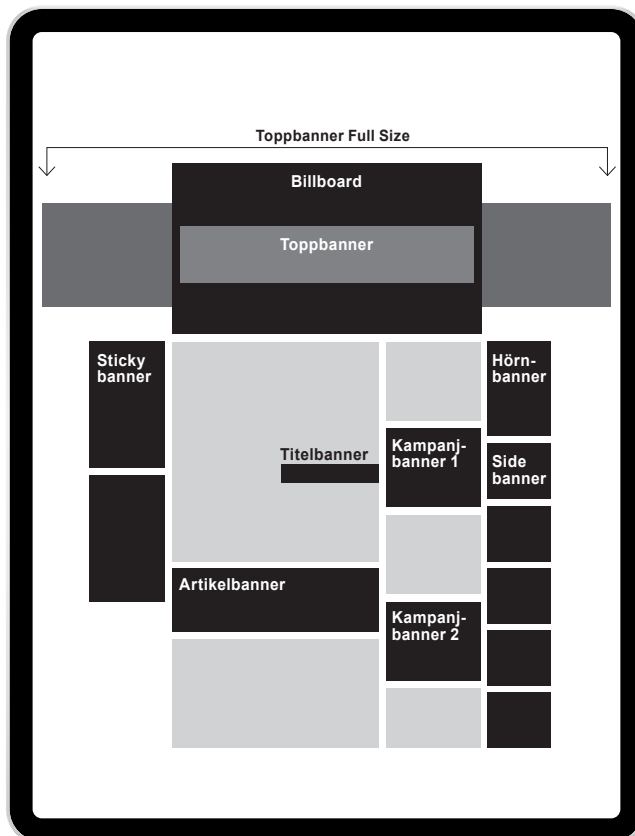 Toppbanner Full Size
Billboard
Toppbanner
Sticky
banner
Hörn-
banner
Titelbanner
Kampanj-
banner 1
Side
banner
Artikelbanner
Kampanj-
banner 2